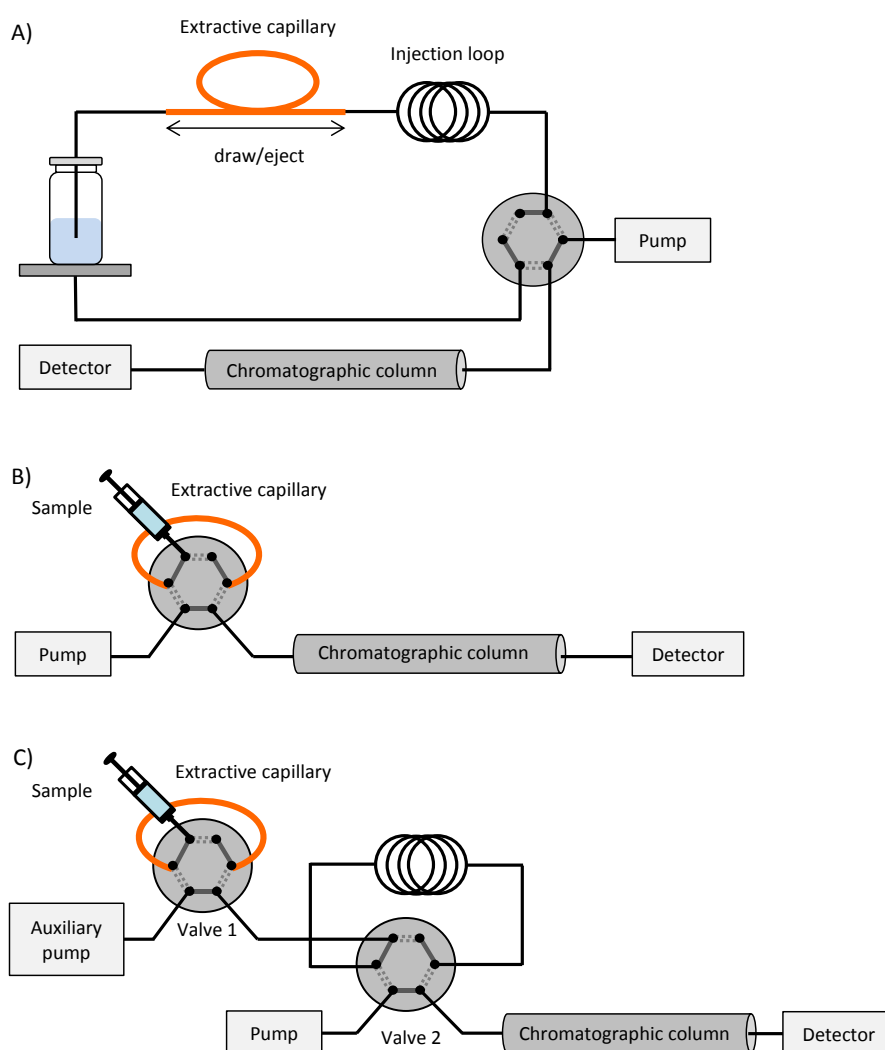 A)
Extractive capillary
Injection loop
draw/eject
Pump
Detector
Chromatographic column
B)
Extractive capillary
Sample
Pump
Chromatographic column
Detector
C)
Extractive capillary
Sample
Auxiliary
pump
Valve 1
Pump
Valve 2
Chromatographic column
Detector